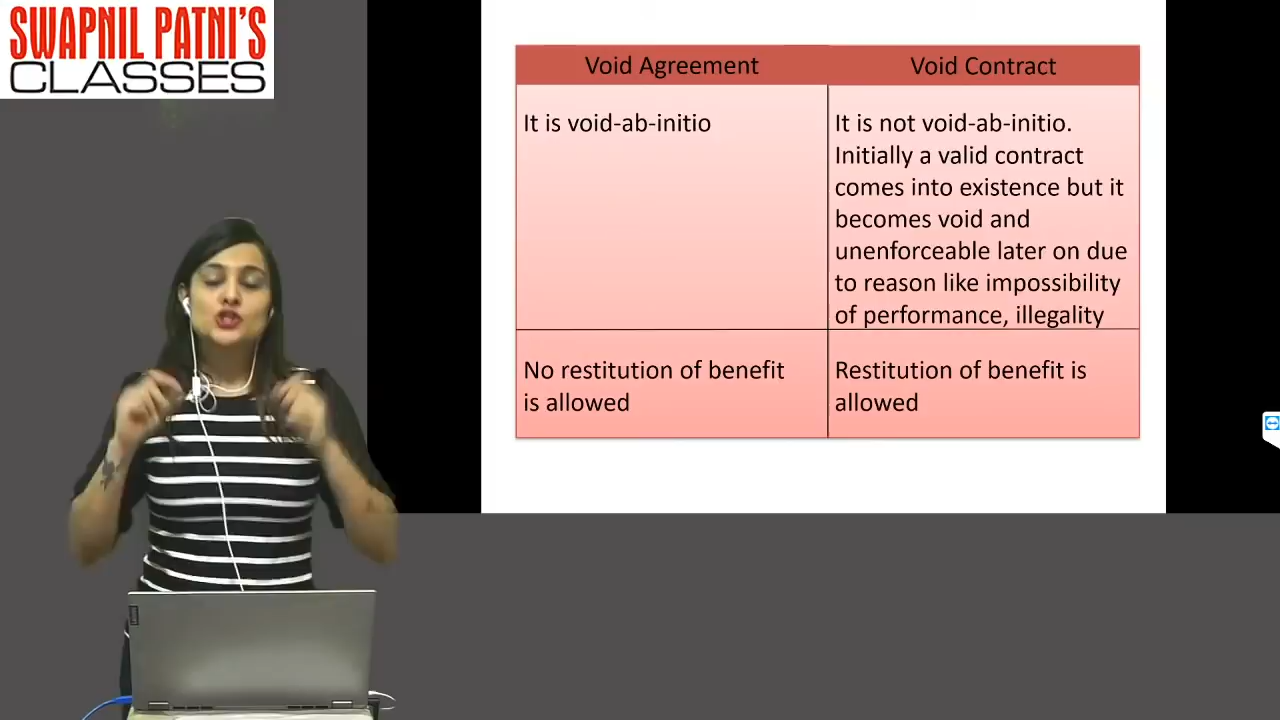 SWAPNIL PATNI'S
CLASSES
Void Agreement
Void Contract
It is void-ab-initio
It is not void-ab-initio.
Initially a valid contract
comes into existence but it
becomes void and
unenforceable later on due
to reason like impossibility
of performance, illegality
No restitution of benefit
is allowed
Restitution of benefit is
allowed